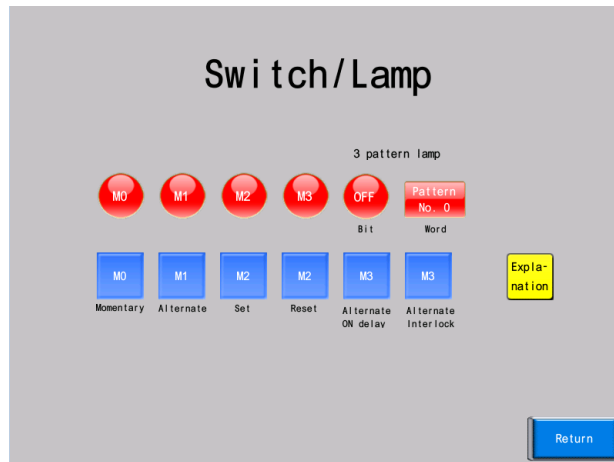 Switch/Lamp
3 pattern lamp
M0 M1 M2 M3 OFF Pattern
No. 0
Bit Word
M0 M1 M2 M2 M3 M3
Momentary Alternate Set Reset Alternate Alternate
ON delay Interlock
Expla-
nation
Return